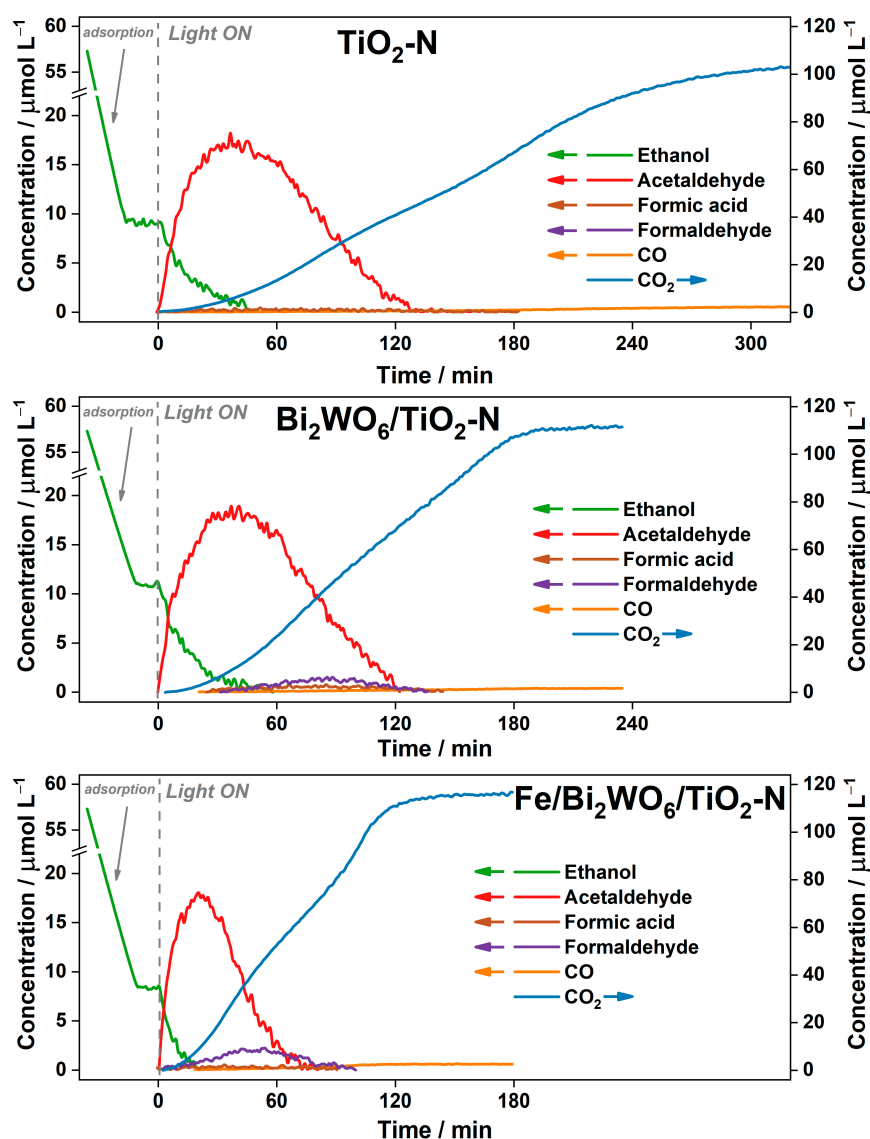 adsorption
Light ON
TiO₂-N
Concentration / μmol L⁻¹
60
55
20
15
10
5
0
120
100
80
60
40
20
0
Concentration / μmol L⁻¹
Ethanol
Acetaldehyde
Formic acid
Formaldehyde
CO
CO₂
0 60 120 180 240 300
Time / min
adsorption
Light ON
Bi₂WO₆/TiO₂-N
Concentration / μmol L⁻¹
60
55
20
15
10
5
0
120
100
80
60
40
20
0
Concentration / μmol L⁻¹
Ethanol
Acetaldehyde
Formic acid
Formaldehyde
CO
CO₂
0 60 120 180 240
Time / min
adsorption
Light ON
Fe/Bi₂WO₆/TiO₂-N
Concentration / μmol L⁻¹
60
55
20
15
10
5
0
120
100
80
60
40
20
0
Concentration / μmol L⁻¹
Ethanol
Acetaldehyde
Formic acid
Formaldehyde
CO
CO₂
0 60 120 180
Time / min